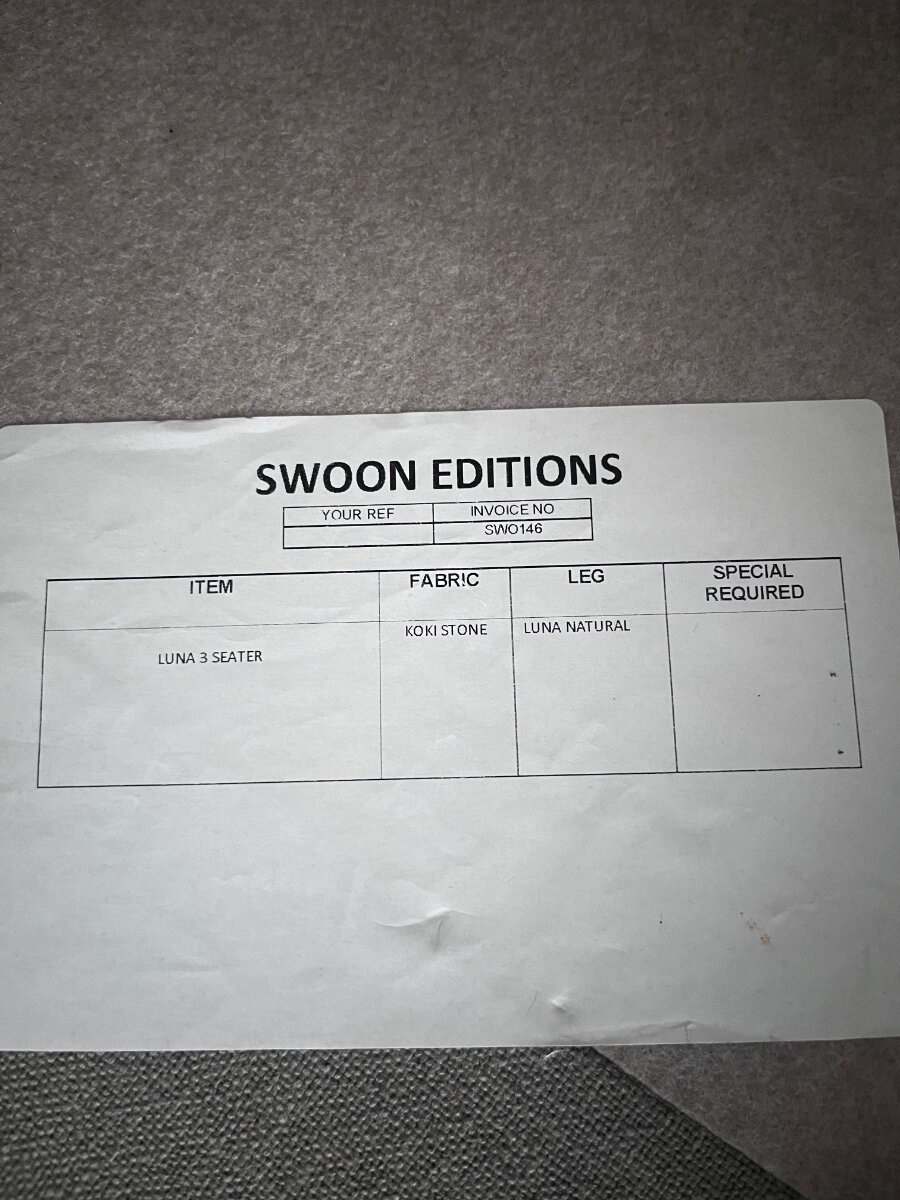 SWOON EDITIONS
YOUR REF INVOICE NO
SWO146
ITEM FABRIC LEG SPECIAL
REQUIRED
LUNA 3 SEATER KOKI STONE LUNA NATURAL